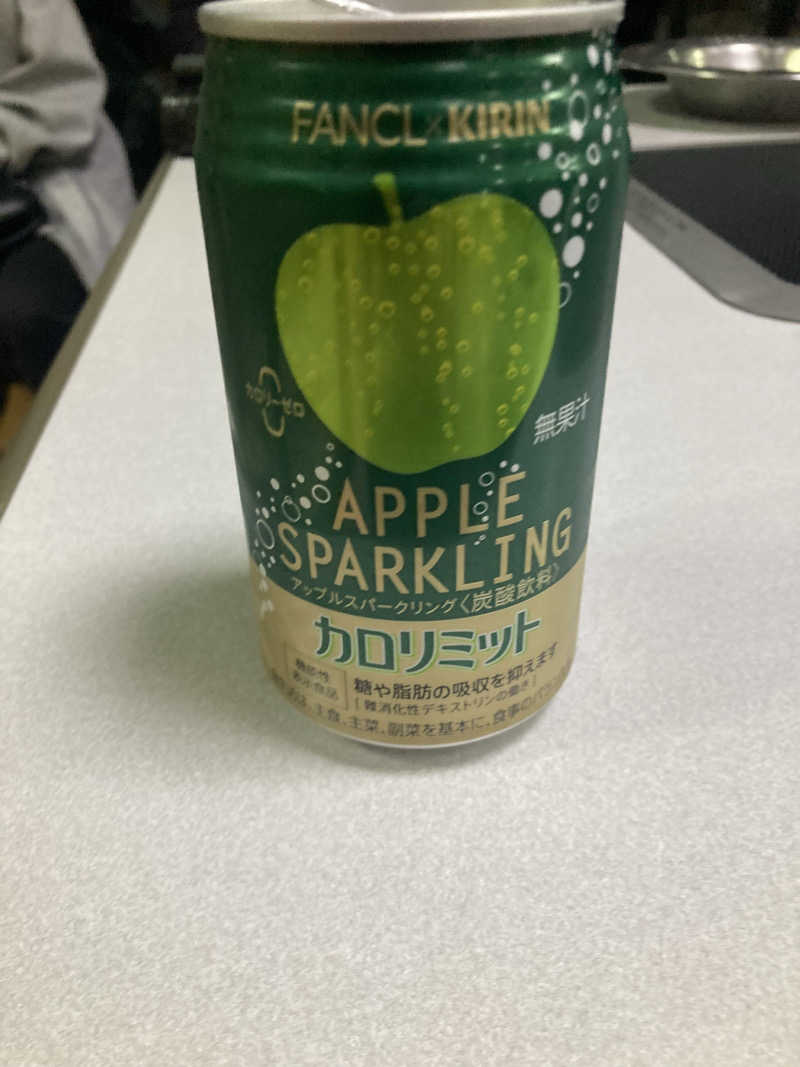 FANCL×KIRIN
カロリーゼロ
無果汁
APPLE
SPARKLING
アップルスパークリング〈炭酸飲料〉
カロリミット
機能性
表示食品
糖や脂肪の吸収を抑えます
[難消化性デキストリンの働き]
主食、主菜、副菜を基本に、食事のバランス